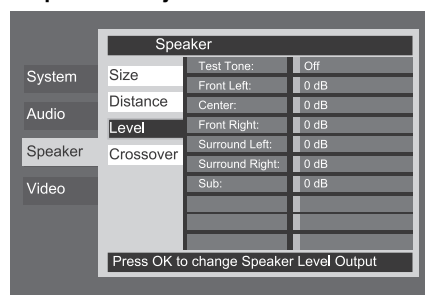 Speaker
System
Audio
Speaker
Video
Size
Distance
Level
Crossover
Test Tone: Off
Front Left: 0 dB
Center: 0 dB
Front Right: 0 dB
Surround Left: 0 dB
Surround Right: 0 dB
Sub: 0 dB
Press OK to change Speaker Level Output